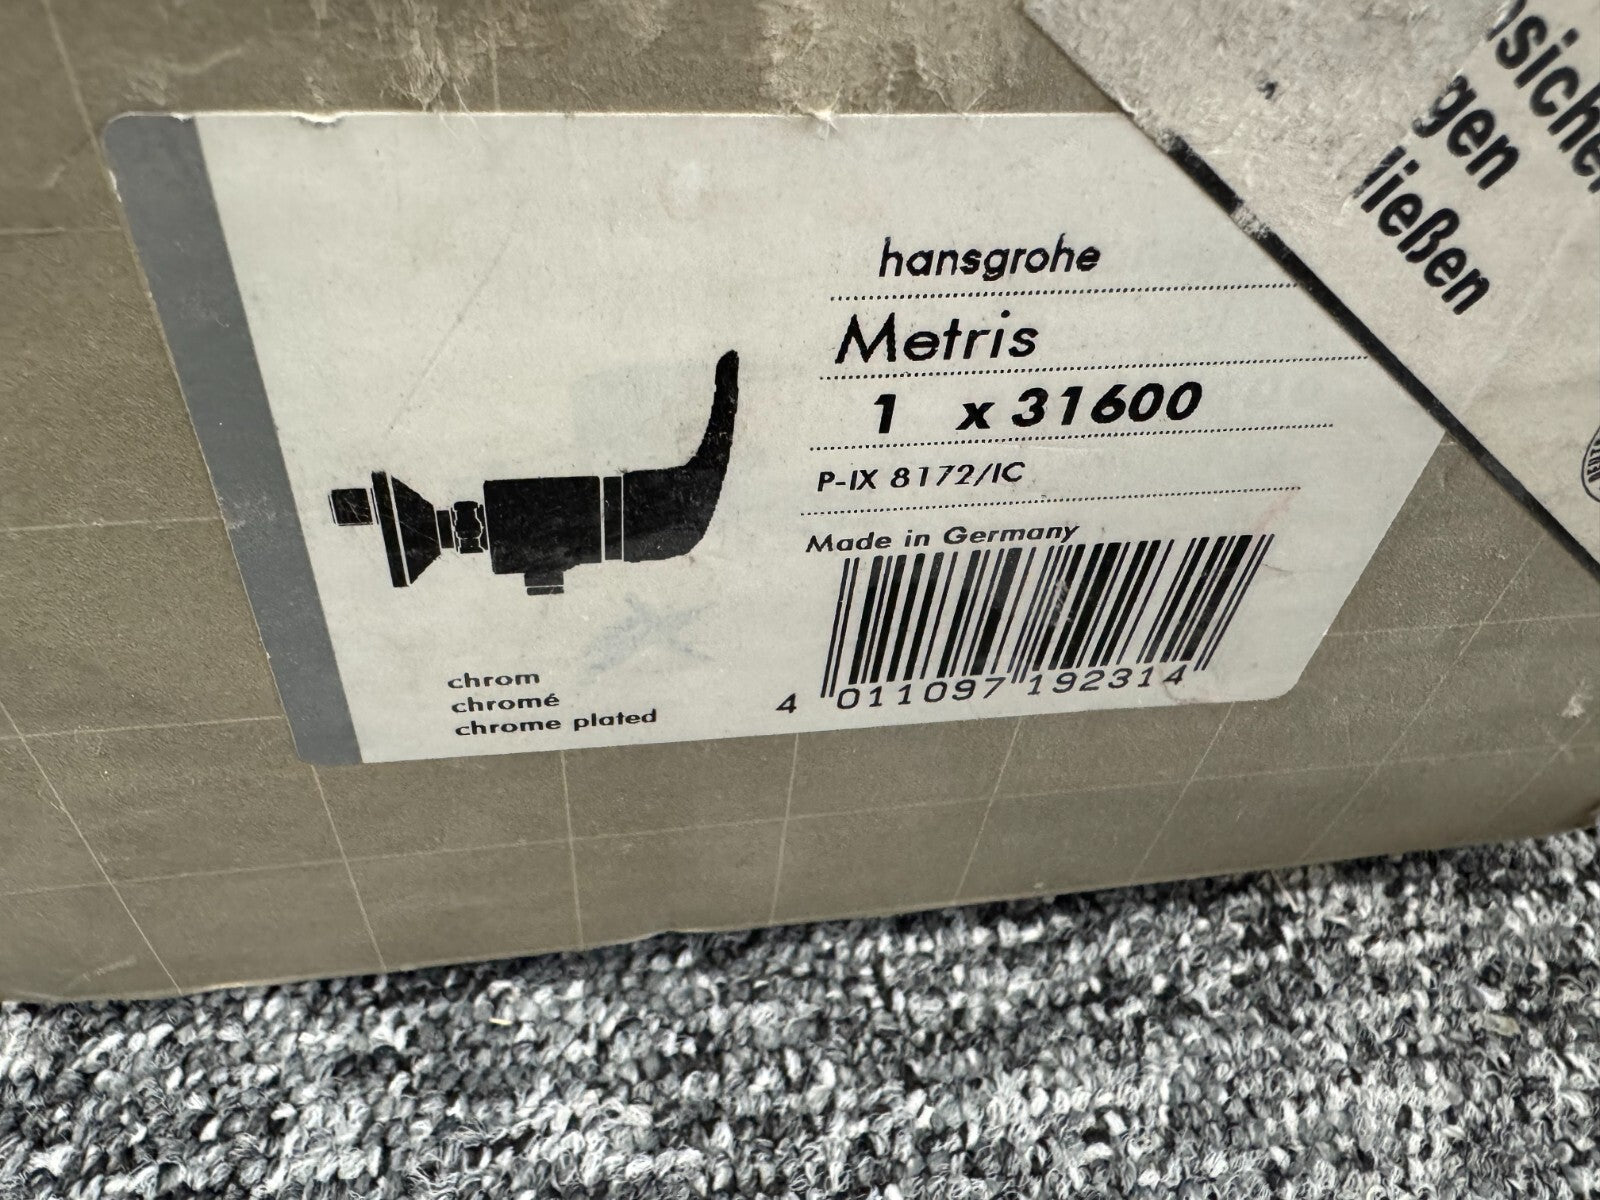 hansgrohe
Metris
1 x 31600
P-IX 8172/IC
Made in Germany
4 011097 192314
chrom
chromé
chrome plated
gen
ließen